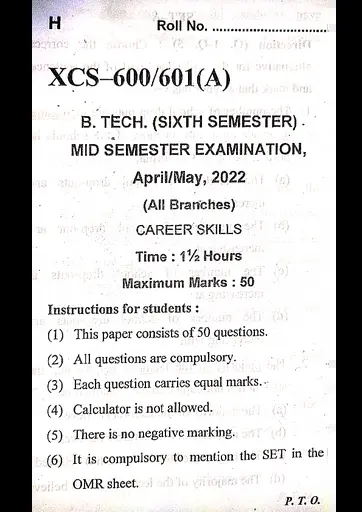 H
Roll No. ..............................
XCS–600/601(A)
B. TECH. (SIXTH SEMESTER)
MID SEMESTER EXAMINATION,
April/May, 2022
(All Branches)
CAREER SKILLS
Time : 1½ Hours
Maximum Marks : 50
Instructions for students :
(1) This paper consists of 50 questions.
(2) All questions are compulsory.
(3) Each question carries equal marks.
(4) Calculator is not allowed.
(5) There is no negative marking.
(6) It is compulsory to mention the SET in the
OMR sheet.
P. T. O.